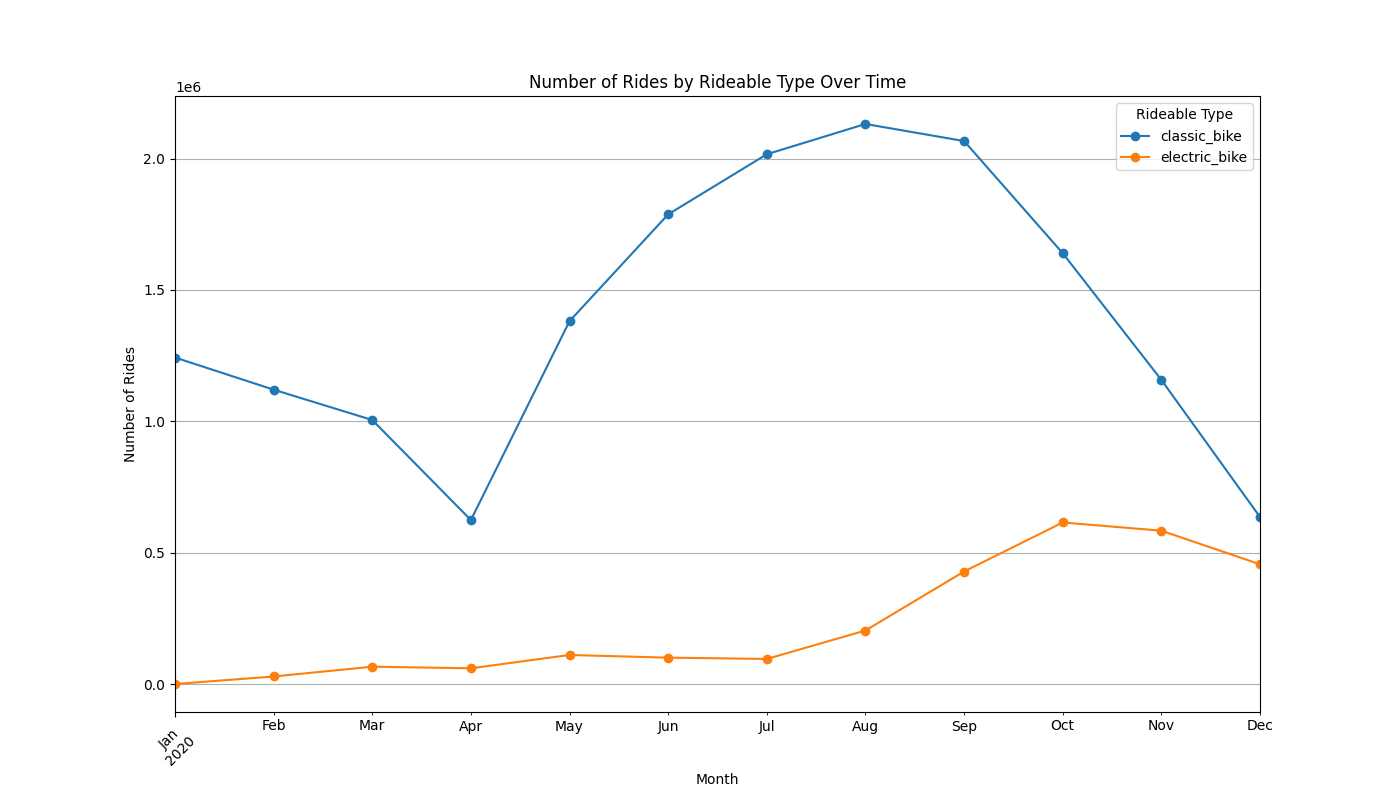 Number of Rides by Rideable Type Over Time
1e6
Rideable Type
classic_bike
electric_bike
2.0
1.5
1.0
0.5
0.0
Number of Rides
Jan
2020
Feb
Mar
Apr
May
Jun
Jul
Aug
Sep
Oct
Nov
Dec
Month